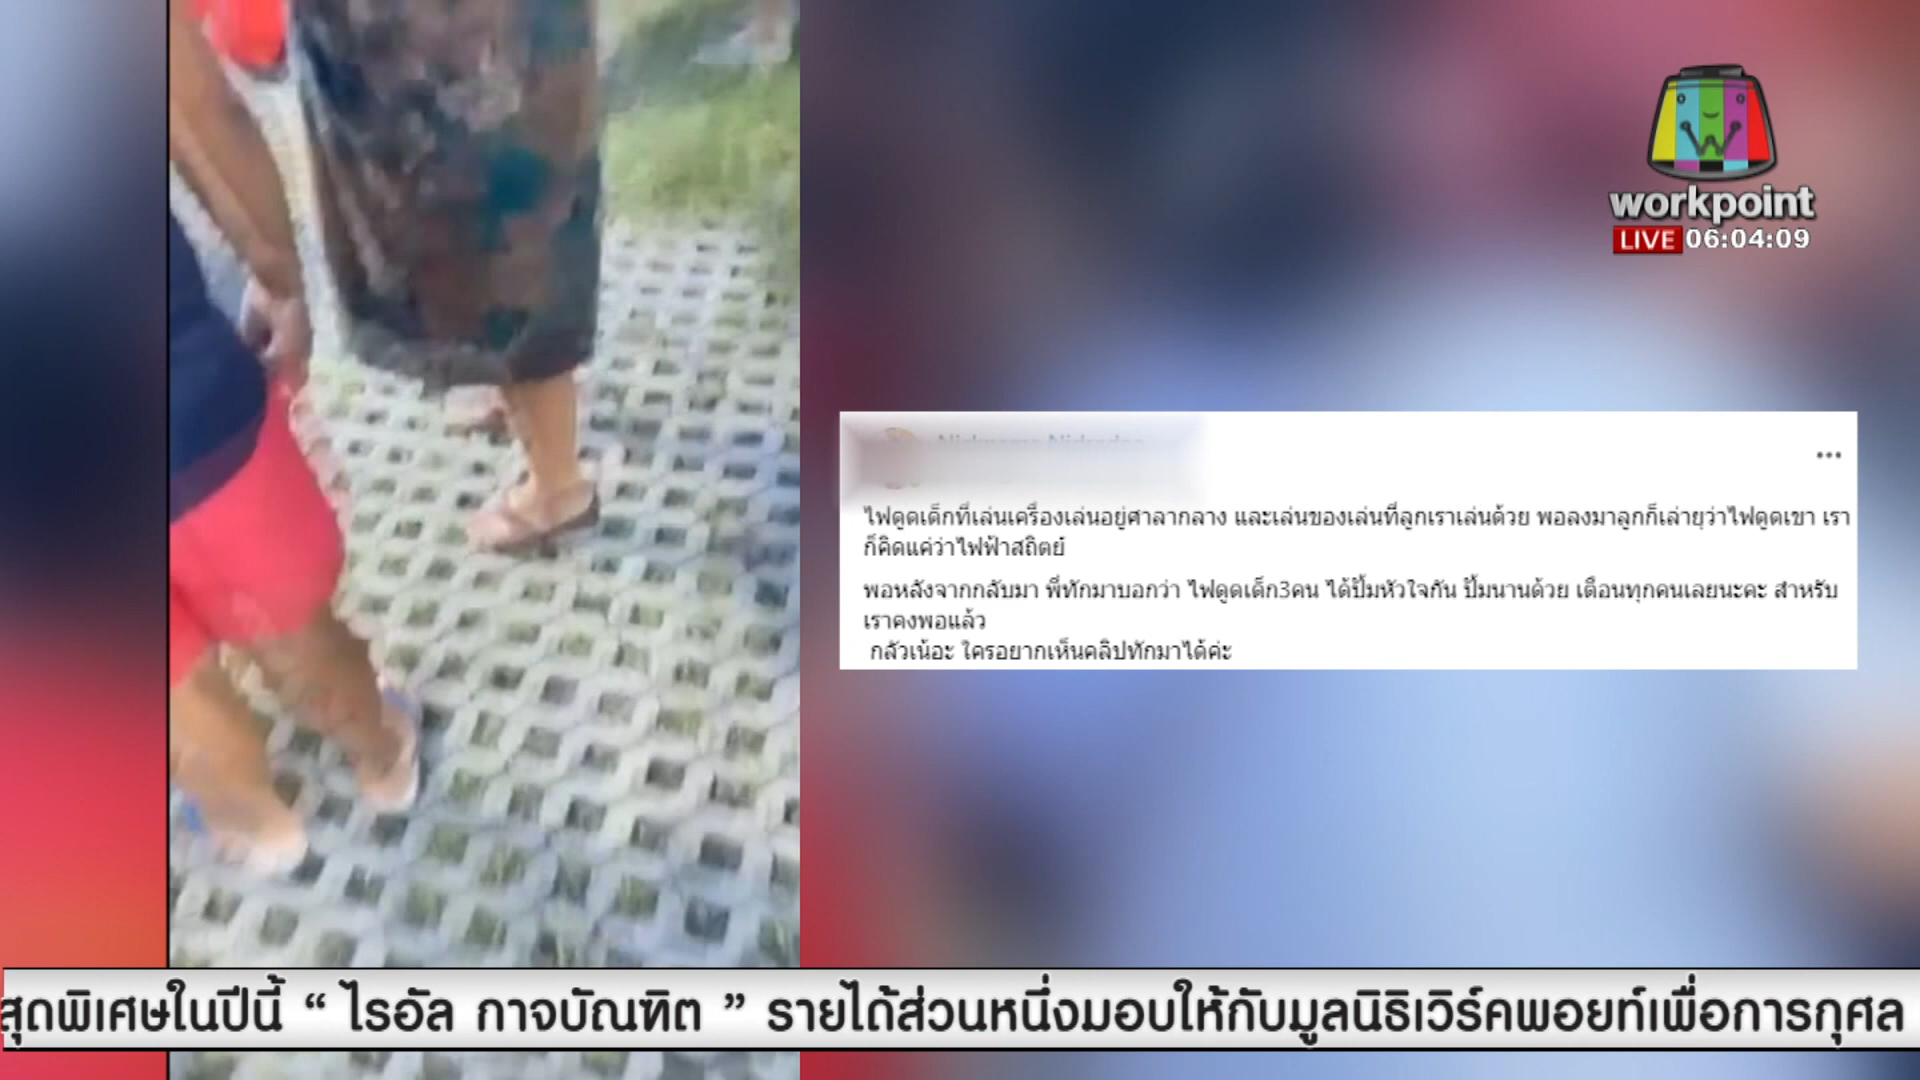 workpoint
LIVE 06:04:09
ไฟดูดเด็กที่เล่นเครื่องเล่นอยู่ศาลากลาง และเล่นของเล่นที่ลูกเราเล่นด้วย พอลงมาลูกก็เล่ายุว่าไฟดูดเขา เรา
ก็คิดแค่ว่าไฟฟ้าสถิตย์
พอหลังจากกลับมา พี่ทักมาบอกว่า ไฟดูดเด็ก3คน ได้ปั้มหัวใจกัน ปั้มนานด้วย เตือนทุกคนเลยนะคะ สำหรับ
เราคงพอแล้ว
กลัวเน้อะ ใครอยากเห็นคลิปทักมาได้ค่ะ
สุดพิเศษในปีนี้ “ ไรอัล กาจบัณฑิต ” รายได้ส่วนหนึ่งมอบให้กับมูลนิธิเวิร์คพอยท์เพื่อการกุศล